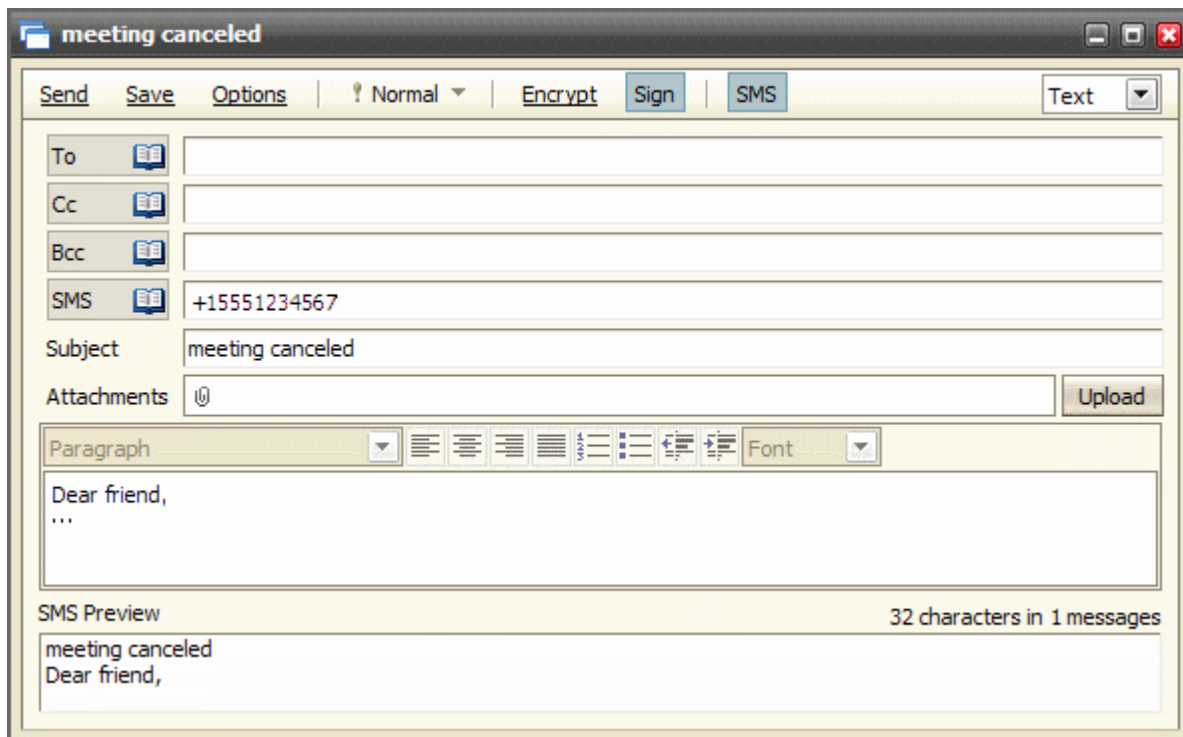 meeting canceled
Send Save Options Normal Encrypt Sign SMS Text
To
Cc
Bcc
SMS +15551234567
Subject meeting canceled
Attachments Upload
Paragraph Font
Dear friend,
...
SMS Preview 32 characters in 1 messages
meeting canceled
Dear friend,